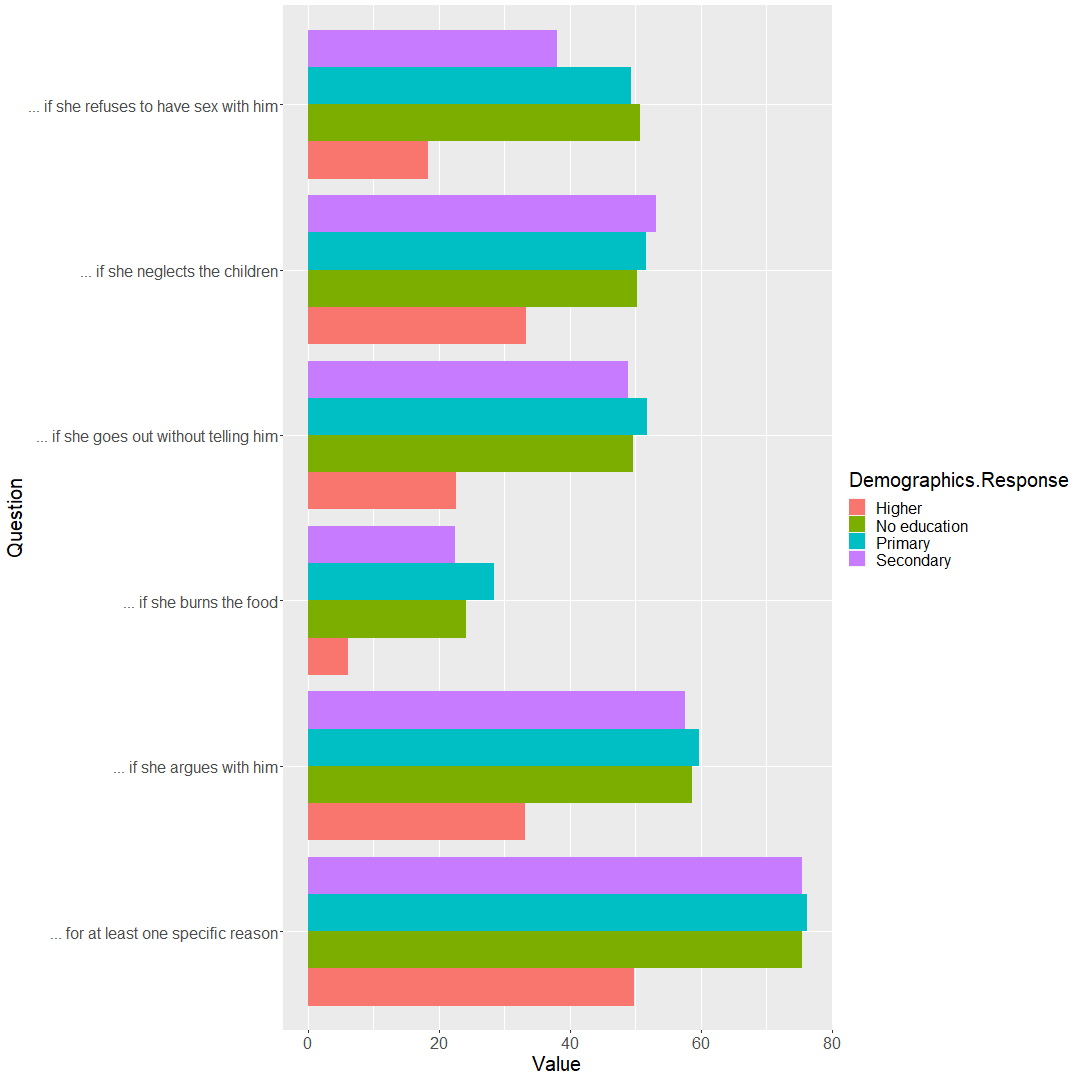 ... if she refuses to have sex with him
... if she neglects the children
... if she goes out without telling him
... if she burns the food
... if she argues with him
... for at least one specific reason
Question
0 20 40 60 80
Value
Demographics.Response
Higher
No education
Primary
Secondary